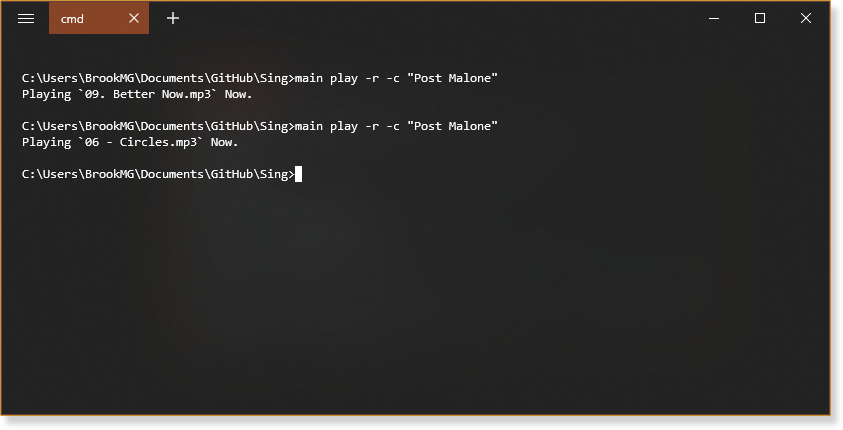 cmd
C:\Users\BrookMG\Documents\GitHub\Sing>main play -r -c "Post Malone"
Playing `09. Better Now.mp3` Now.
C:\Users\BrookMG\Documents\GitHub\Sing>main play -r -c "Post Malone"
Playing `06 - Circles.mp3` Now.
C:\Users\BrookMG\Documents\GitHub\Sing>